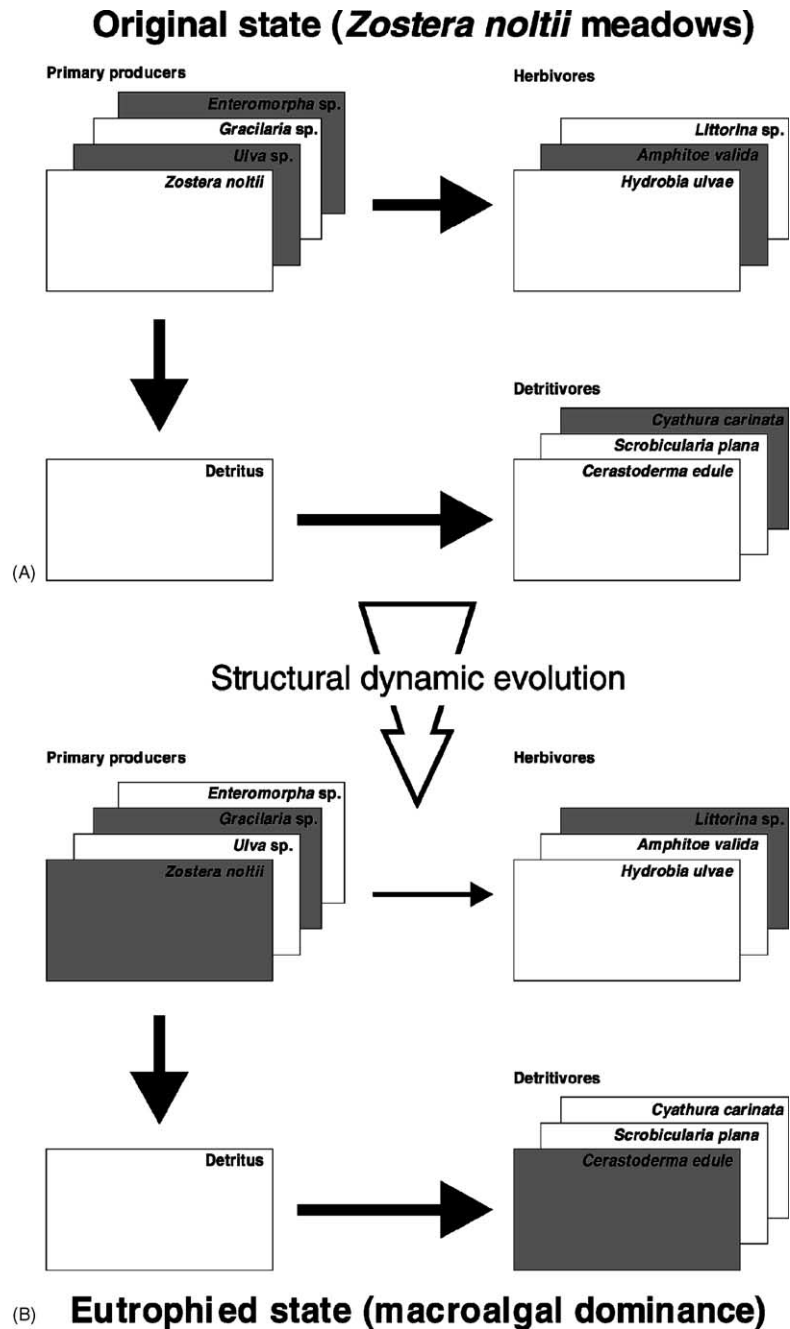 Original state (Zostera noltii meadows)
Primary producers
Enteromorpha sp.
Gracilaria sp.
Ulva sp.
Zostera noltii
Herbivores
Littorina sp.
Amphitoe valida
Hydrobia ulvae
Detritus
Detritivores
Cyathura carinata
Scrobicularia plana
Cerastoderma edule
(A)
Structural dynamic evolution
Primary producers
Enteromorpha sp.
Gracilaria sp.
Ulva sp.
Zostera noltii
Herbivores
Littorina sp.
Amphitoe valida
Hydrobia ulvae
Detritus
Detritivores
Cyathura carinata
Scrobicularia plana
Cerastoderma edule
(B) Eutrophied state (macroalgal dominance)